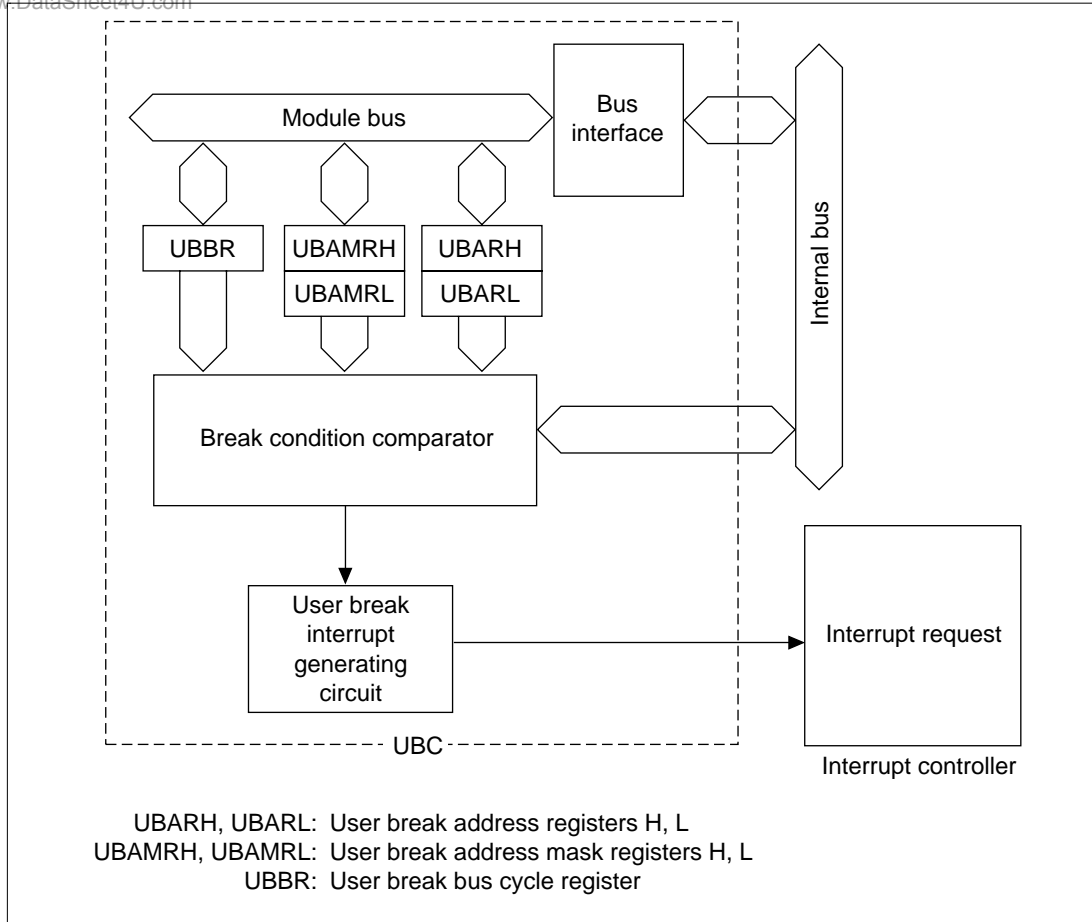 w.DataSheet4U.com
Module bus
Bus
interface
Internal bus
UBBR
UBAMRH
UBARH
UBAMRL
UBARL
Break condition comparator
User break
interrupt
generating
circuit
Interrupt request
UBC
Interrupt controller
UBARH, UBARL: User break address registers H, L
UBAMRH, UBAMRL: User break address mask registers H, L
UBBR: User break bus cycle register